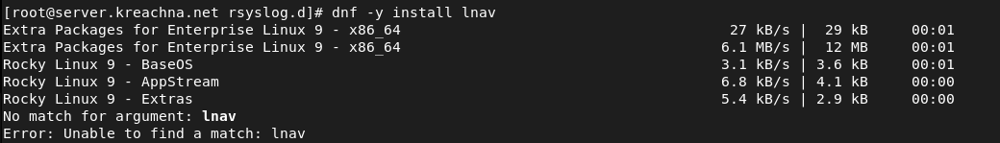 [root@server.kreachna.net rsyslog.d]# dnf -y install lnav
Extra Packages for Enterprise Linux 9 - x86_64 27 kB/s | 29 kB 00:01
Extra Packages for Enterprise Linux 9 - x86_64 6.1 MB/s | 12 MB 00:01
Rocky Linux 9 - BaseOS 3.1 kB/s | 3.6 kB 00:01
Rocky Linux 9 - AppStream 6.8 kB/s | 4.1 kB 00:00
Rocky Linux 9 - Extras 5.4 kB/s | 2.9 kB 00:00
No match for argument: lnav
Error: Unable to find a match: lnav